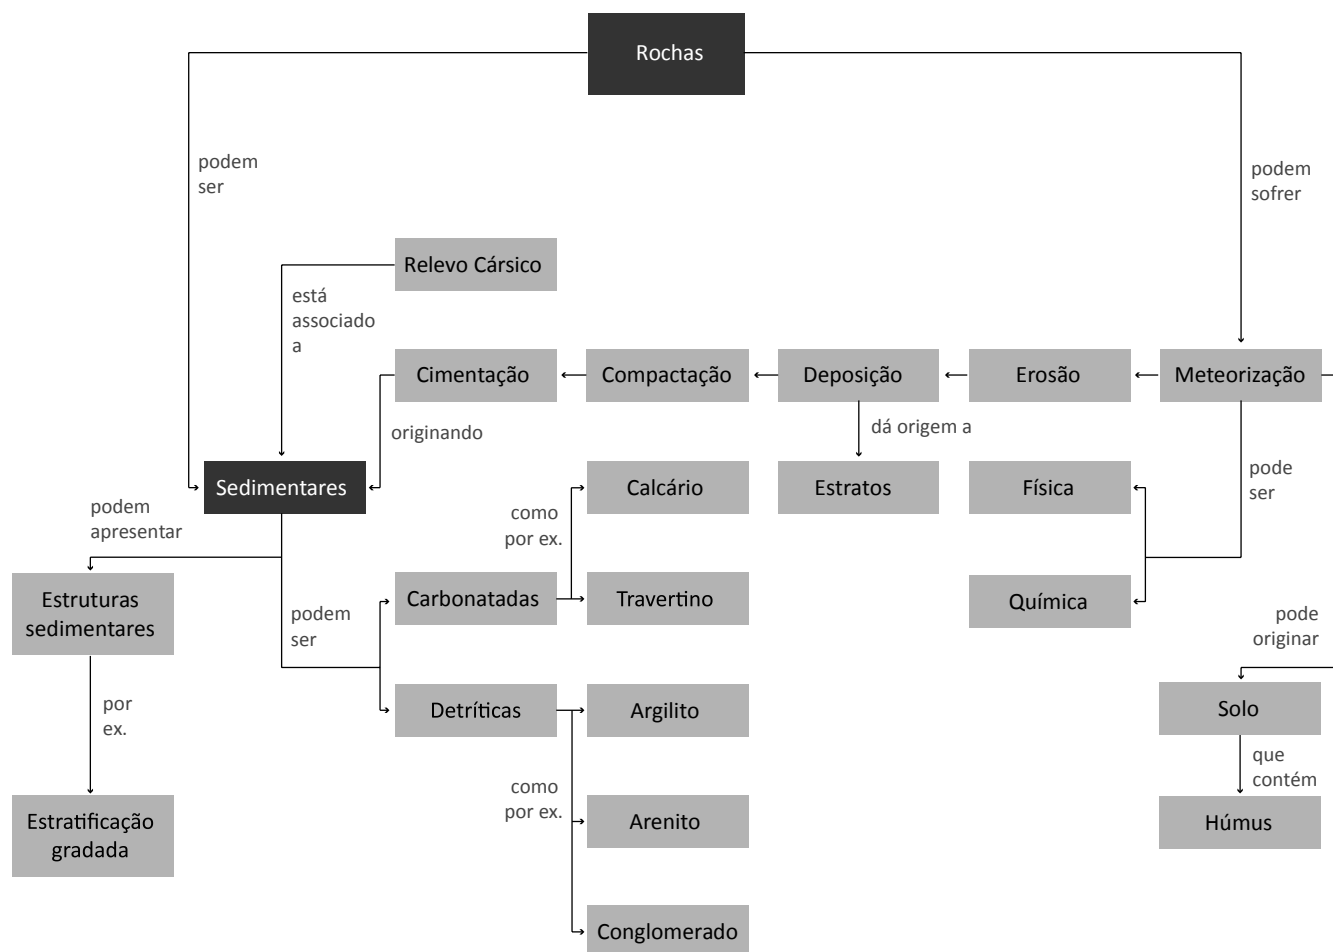 Rochas
podem
ser
podem
sofrer
Relevo Cársico
está
associado
a
Cimentação
Compactação
Deposição
Erosão
Meteorização
originando
dá origem a
Sedimentares
Calcário
Estratos
Física
pode
ser
podem
apresentar
como
por ex.
Estruturas
sedimentares
podem
ser
Carbonatadas
Travertino
Química
pode
originar
por
ex.
Detríticas
Argilito
Solo
que
contém
como
por ex.
Estratificação
gradada
Arenito
Húmus
Conglomerado